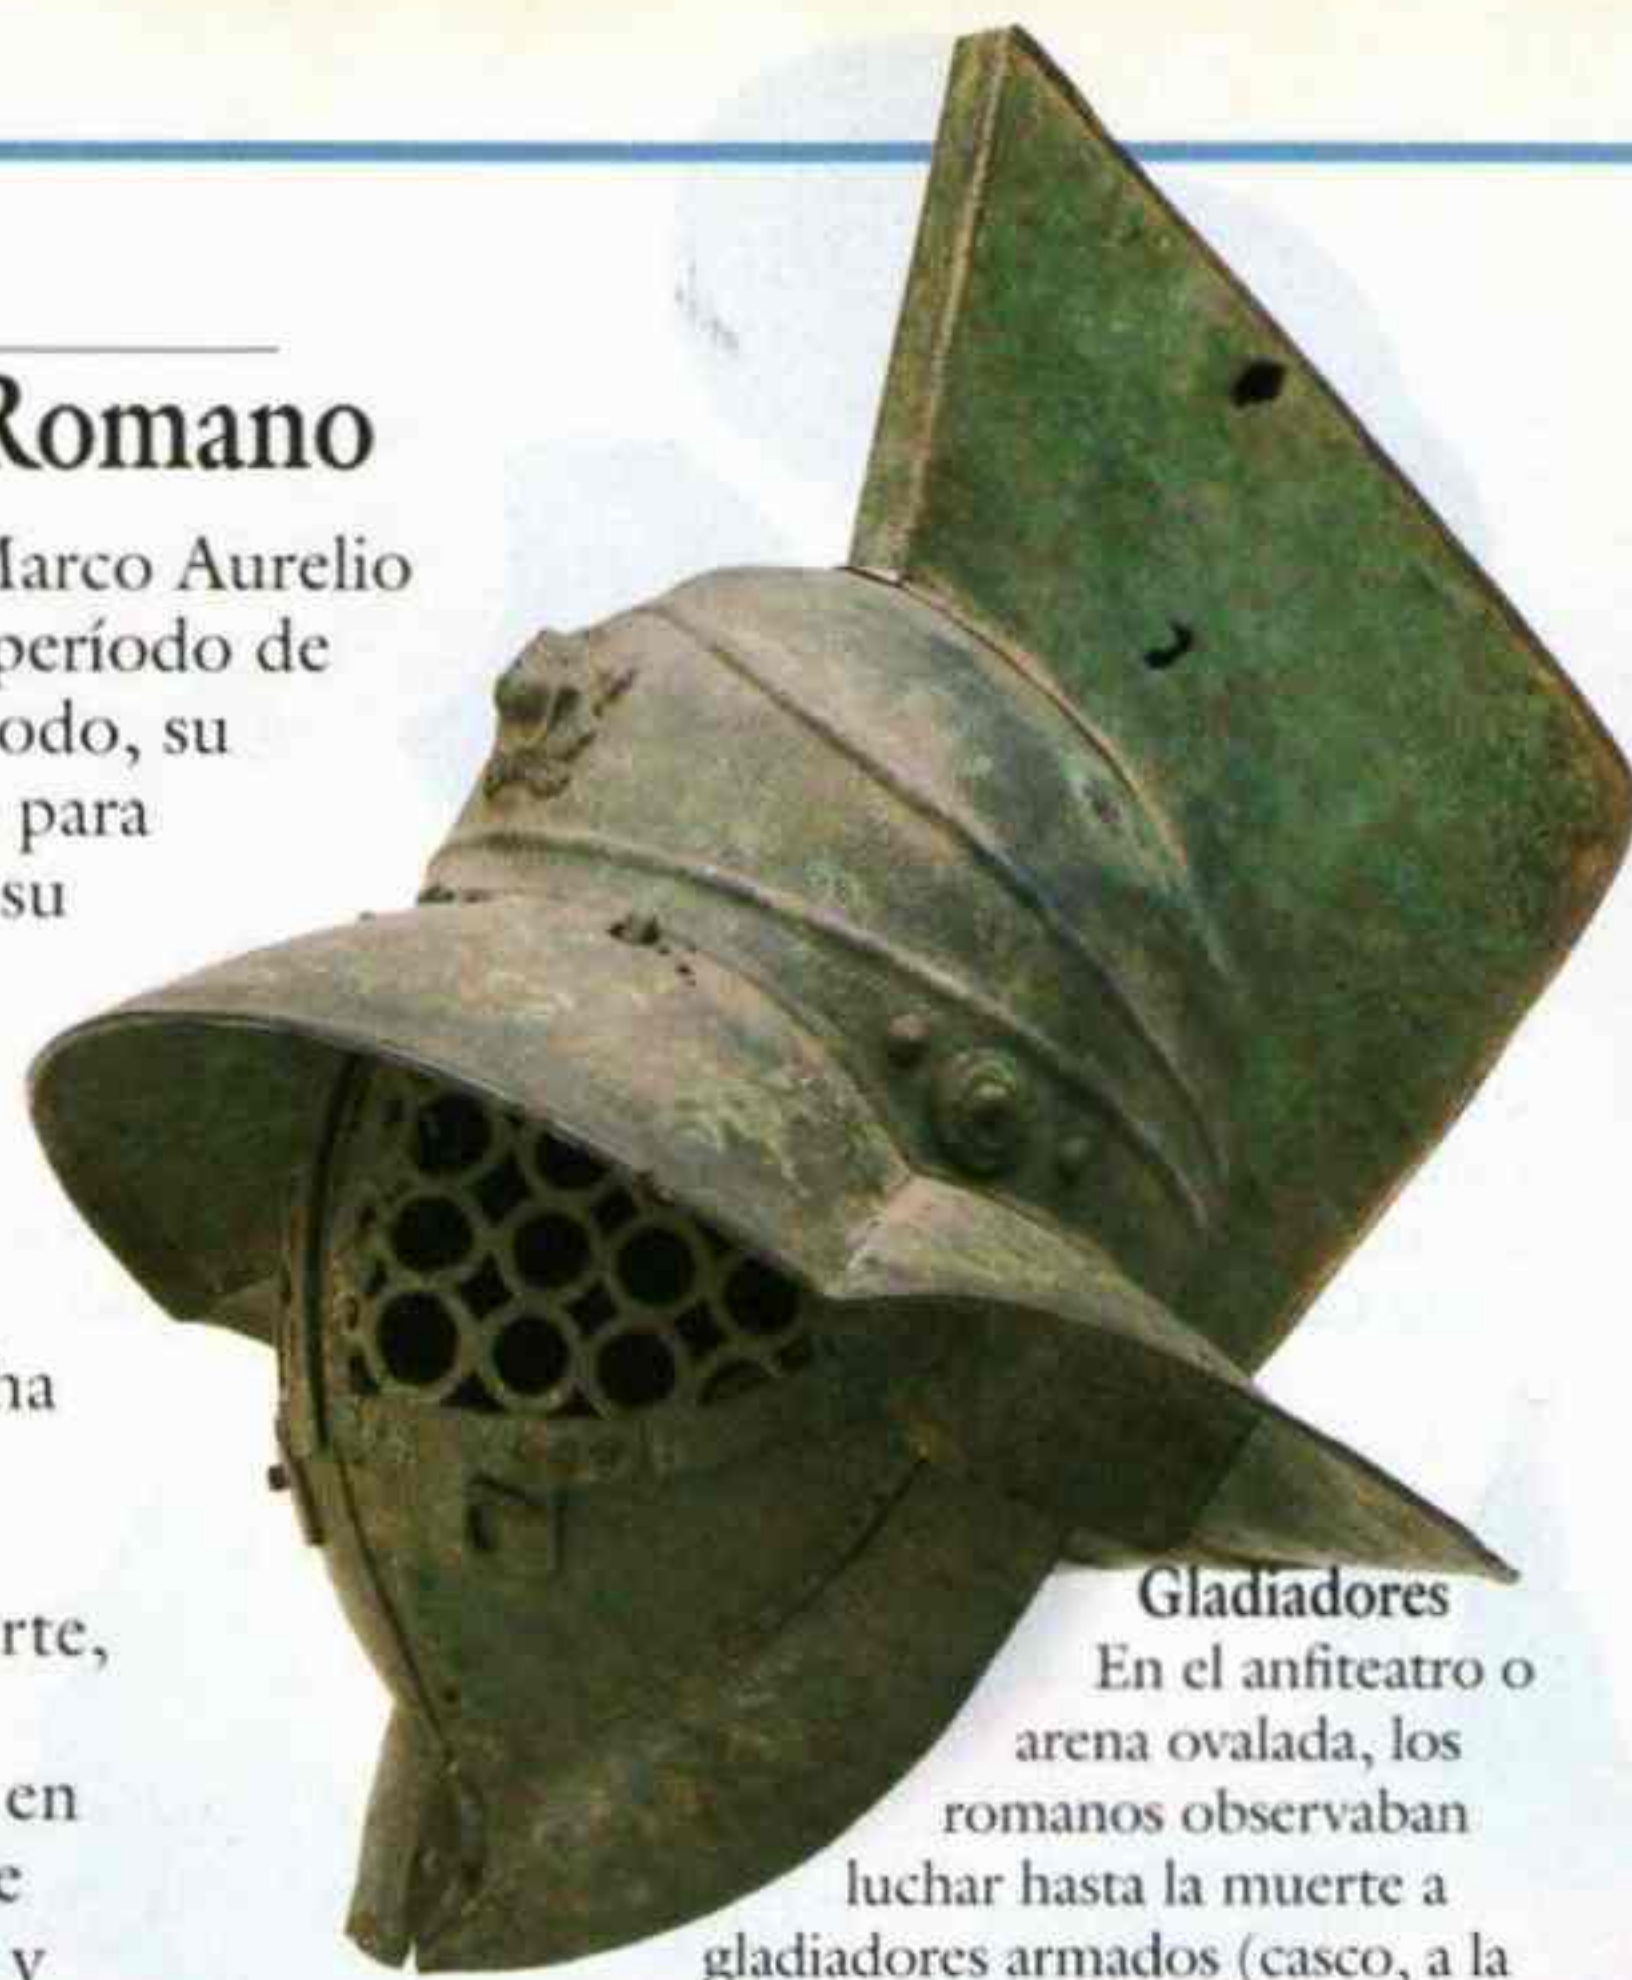 Romano
Marco Aurelio
período de
odo, su
para
su
na
rte,
en
e
y
Gladiadores
En el anfiteatro o
arena ovalada, los
romanos observaban
luchar hasta la muerte a
gladiadores armados (casco, a la